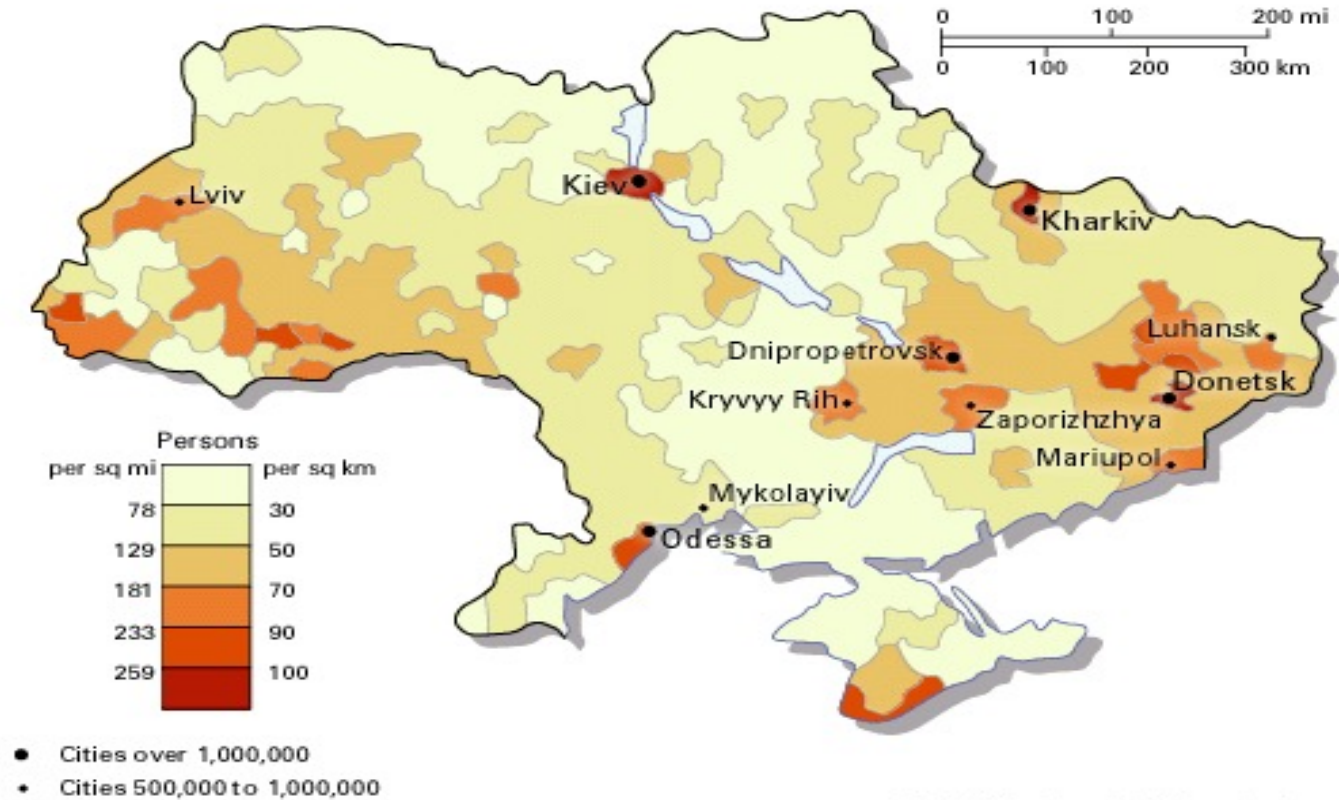 0 100 200 mi
0 100 200 300 km
Lviv
Kiev
Kharkiv
Luhansk
Dnipropetrovsk
Donetsk
Kryvyy Rih
Zaporizhzhya
Mariupol
Mykolayiv
Odessa
Persons
per sq mi per sq km
78 30
129 50
181 70
233 90
259 100
Cities over 1,000,000
Cities 500,000 to 1,000,000